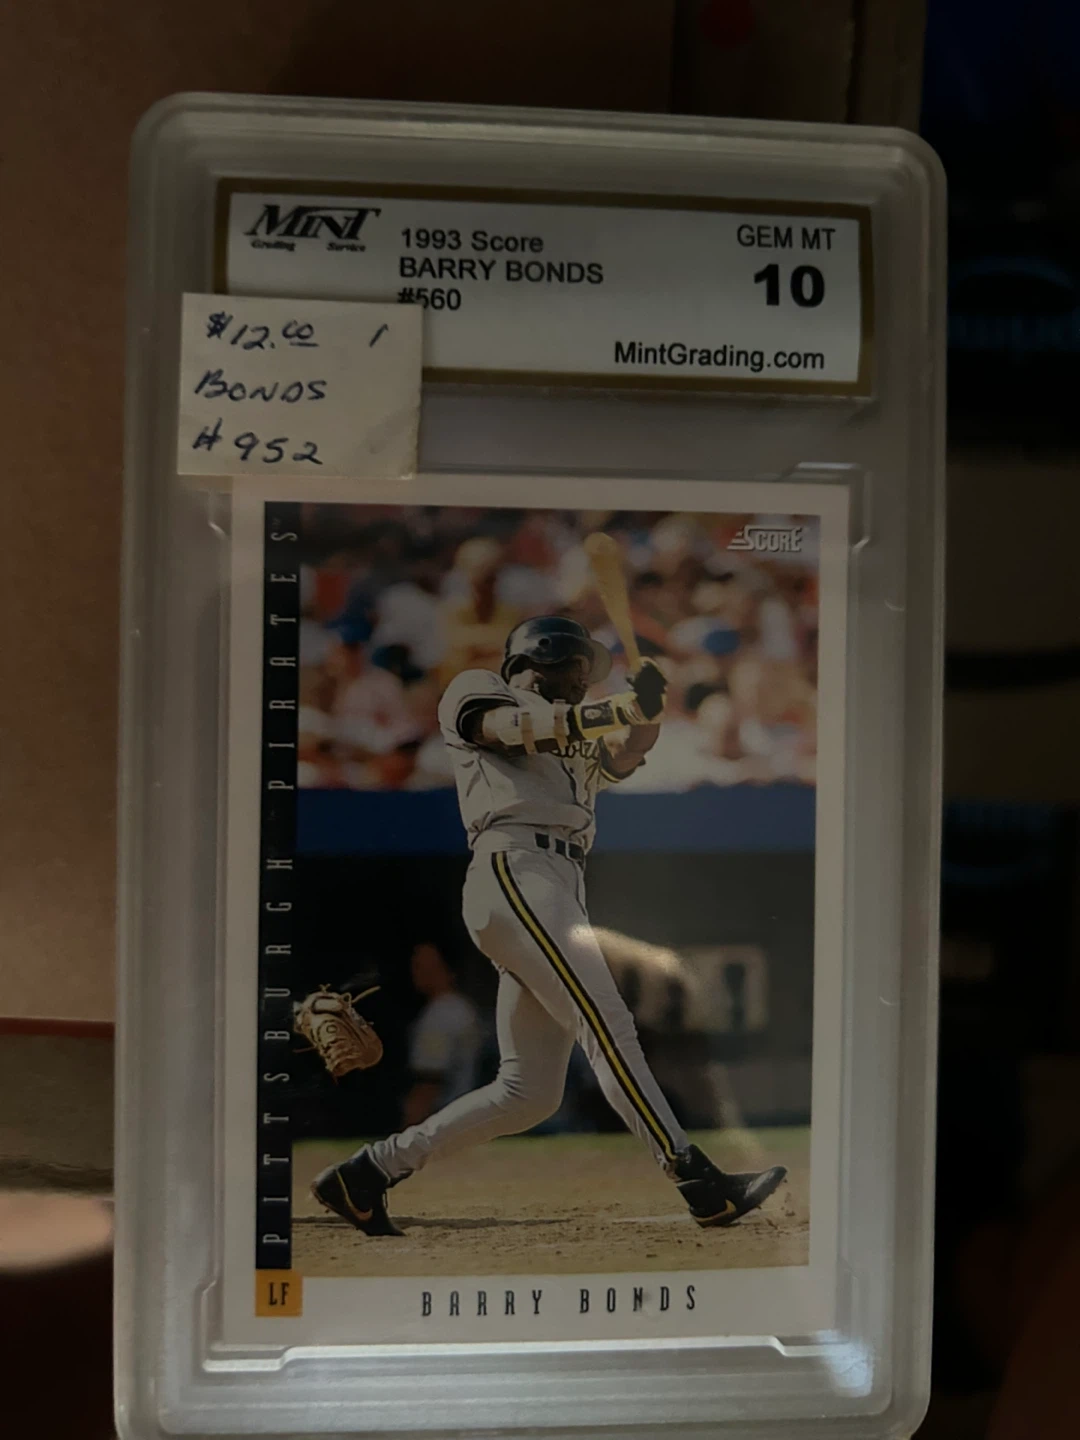 MINT
Grading Service
1993 Score
BARRY BONDS
#560
GEM MT
10
MintGrading.com
$12.00 1
BONDS
#952
SCORE
PITTSBURGH PIRATES
LF
BARRY BONDS